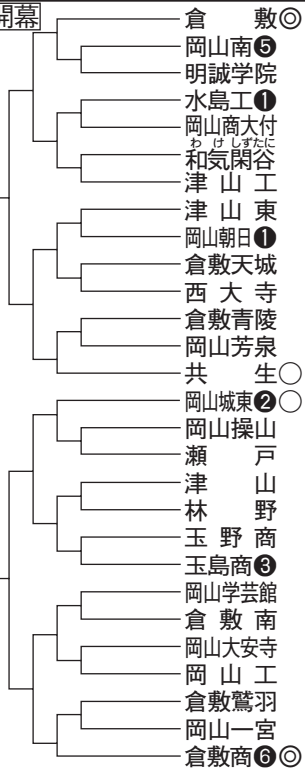 開幕
倉敷◎
岡山南❺
明誠学院
水島工❶
岡山商大付
わけしずたに
和気閑谷
津山工
津山東
岡山朝日❶
倉敷天城
西大寺
倉敷青陵
岡山芳泉
共生○
岡山城東❷○
岡山操山
瀬戸
津山
林野
玉野商
玉島商❸
岡山学芸館
倉敷南
岡山大安寺
岡山工
倉敷鷲羽
岡山一宮
倉敷商❻◎